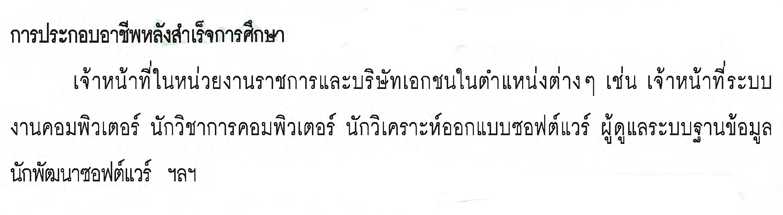 การประกอบอาชีพหลังสำเร็จการศึกษา
เจ้าหน้าที่ในหน่วยงานราชการและบริษัทเอกชนในตำแหน่งต่างๆ เช่น เจ้าหน้าที่ระบบ
งานคอมพิวเตอร์ นักวิชาการคอมพิวเตอร์ นักวิเคราะห์ออกแบบซอฟต์แวร์ ผู้ดูแลระบบฐานข้อมูล
นักพัฒนาซอฟต์แวร์ ฯลฯ